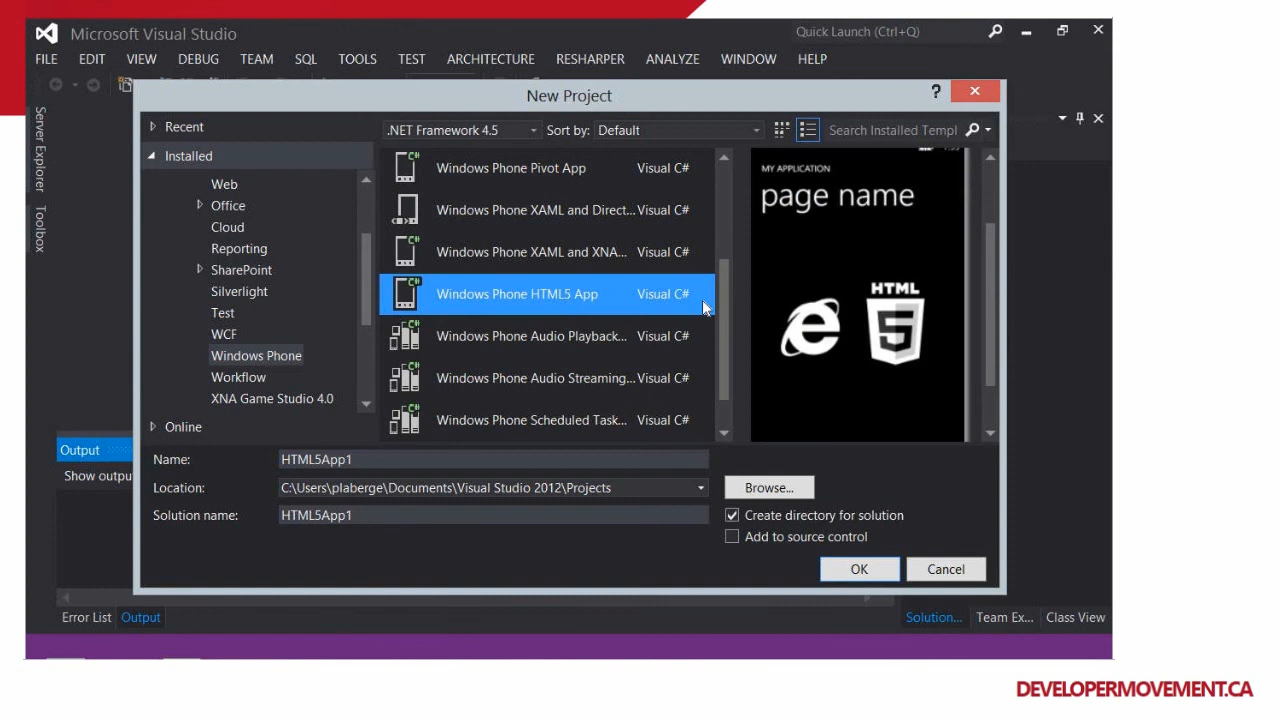 Microsoft Visual Studio
Quick Launch (Ctrl+Q)
FILE EDIT VIEW DEBUG TEAM SQL TOOLS TEST ARCHITECTURE RESHARPER ANALYZE WINDOW HELP
New Project
?
Server Explorer
Toolbox
Recent
Installed
Web
Office
Cloud
Reporting
SharePoint
Silverlight
Test
WCF
Windows Phone
Workflow
XNA Game Studio 4.0
Online
.NET Framework 4.5
Sort by: Default
Search Installed Templ
Windows Phone Pivot App Visual C#
Windows Phone XAML and Direct... Visual C#
Windows Phone XAML and XNA... Visual C#
Windows Phone HTML5 App Visual C#
Windows Phone Audio Playback... Visual C#
Windows Phone Audio Streaming... Visual C#
Windows Phone Scheduled Task... Visual C#
MY APPLICATION
page name
HTML
5
Output
Show outpu
Name: HTML5App1
Location: C:\Users\plaberge\Documents\Visual Studio 2012\Projects
Browse...
Solution name: HTML5App1
Create directory for solution
Add to source control
OK Cancel
Error List Output
Solution... Team Ex... Class View
DEVELOPERMOVEMENT.CA